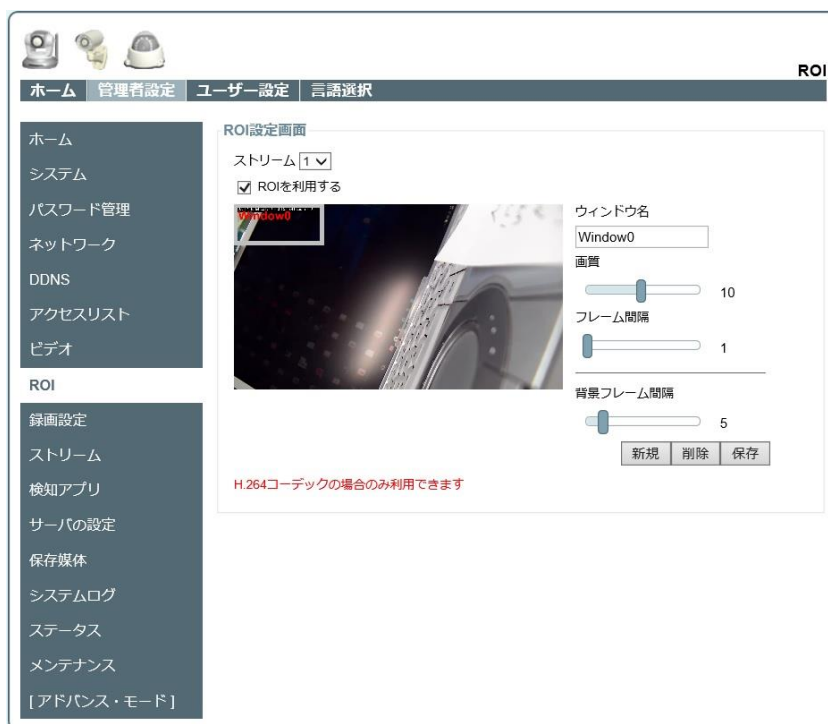 ROI
ホーム 管理者設定 ユーザー設定 言語選択
ホーム
システム
パスワード管理
ネットワーク
DDNS
アクセスリスト
ビデオ
ROI
録画設定
ストリーム
検知アプリ
サーバの設定
保存媒体
システムログ
ステータス
メンテナンス
[ アドバンス・モード ]
ROI設定画面
ストリーム 1
ROIを利用する
Window0
ウィンドウ名
Window0
画質
10
フレーム間隔
1
背景フレーム間隔
5
新規 削除 保存
H.264コーデックの場合のみ利用できます